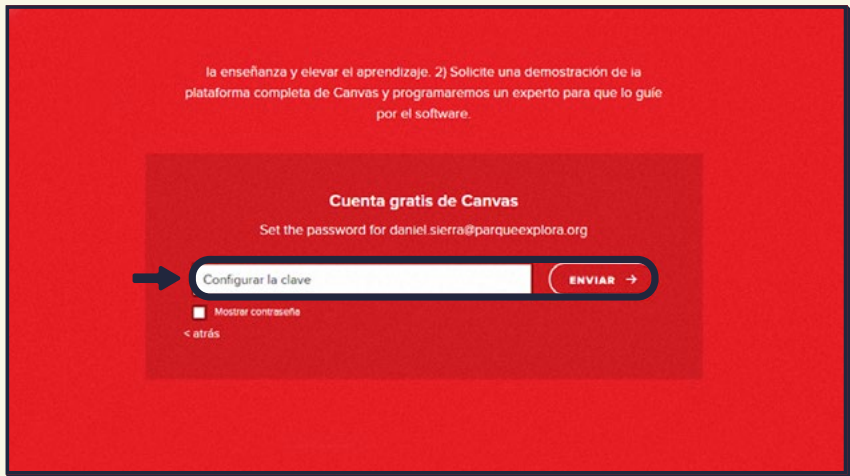 la enseñanza y elevar el aprendizaje. 2) Solicite una demostración de la
plataforma completa de Canvas y programaremos un experto para que lo guíe
por el software.
Cuenta gratis de Canvas
Set the password for daniel.sierra@parqueexplora.org
Configurar la clave
ENVIAR →
Mostrar contraseña
< atrás